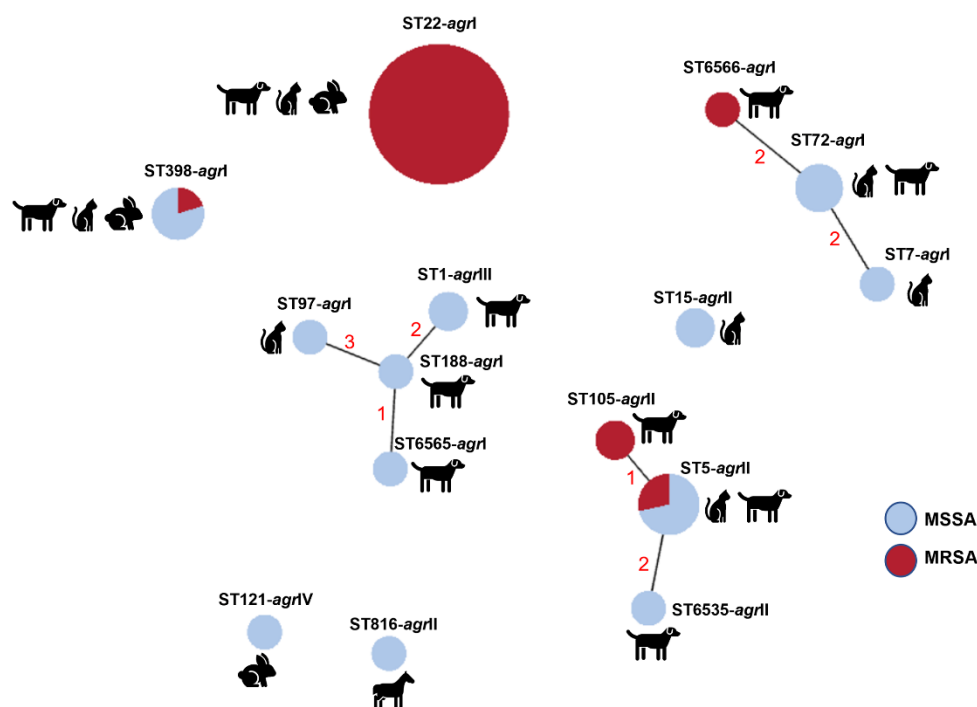 ST22-agrI
ST6566-agrI
2
ST72-agrI
ST398-agrI
2
ST7-agrI
ST1-agrIII
ST97-agrI
ST15-agrII
3
2
ST188-agrI
ST105-agrII
1
ST6565-agrI
ST5-agrII
1
MSSA
MRSA
2
ST121-agrIV
ST6535-agrII
ST816-agrII